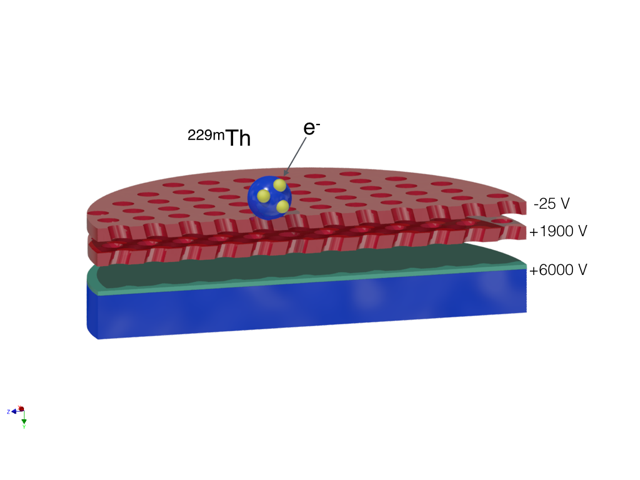 e⁻
²²⁹ᵐTh
-25 V
+1900 V
+6000 V
z